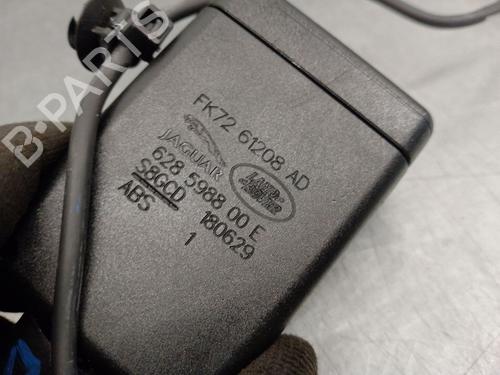 B-PARTS
FK72 61208 AD
JAGUAR
LAND
ROVER
628 5988 00 E
S8GCD 180629
ABS 1